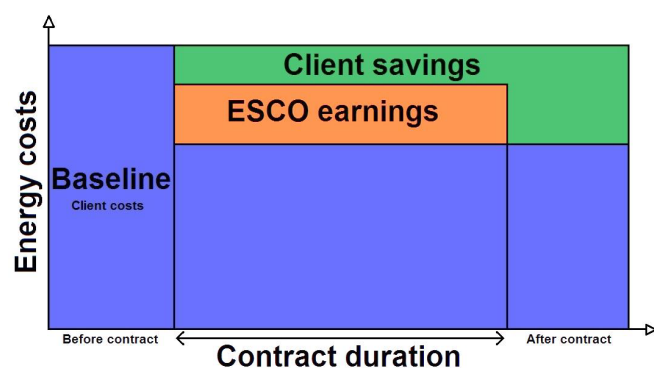 Client savings
ESCO earnings
Energy costs
Baseline
Client costs
Before contract
Contract duration
After contract